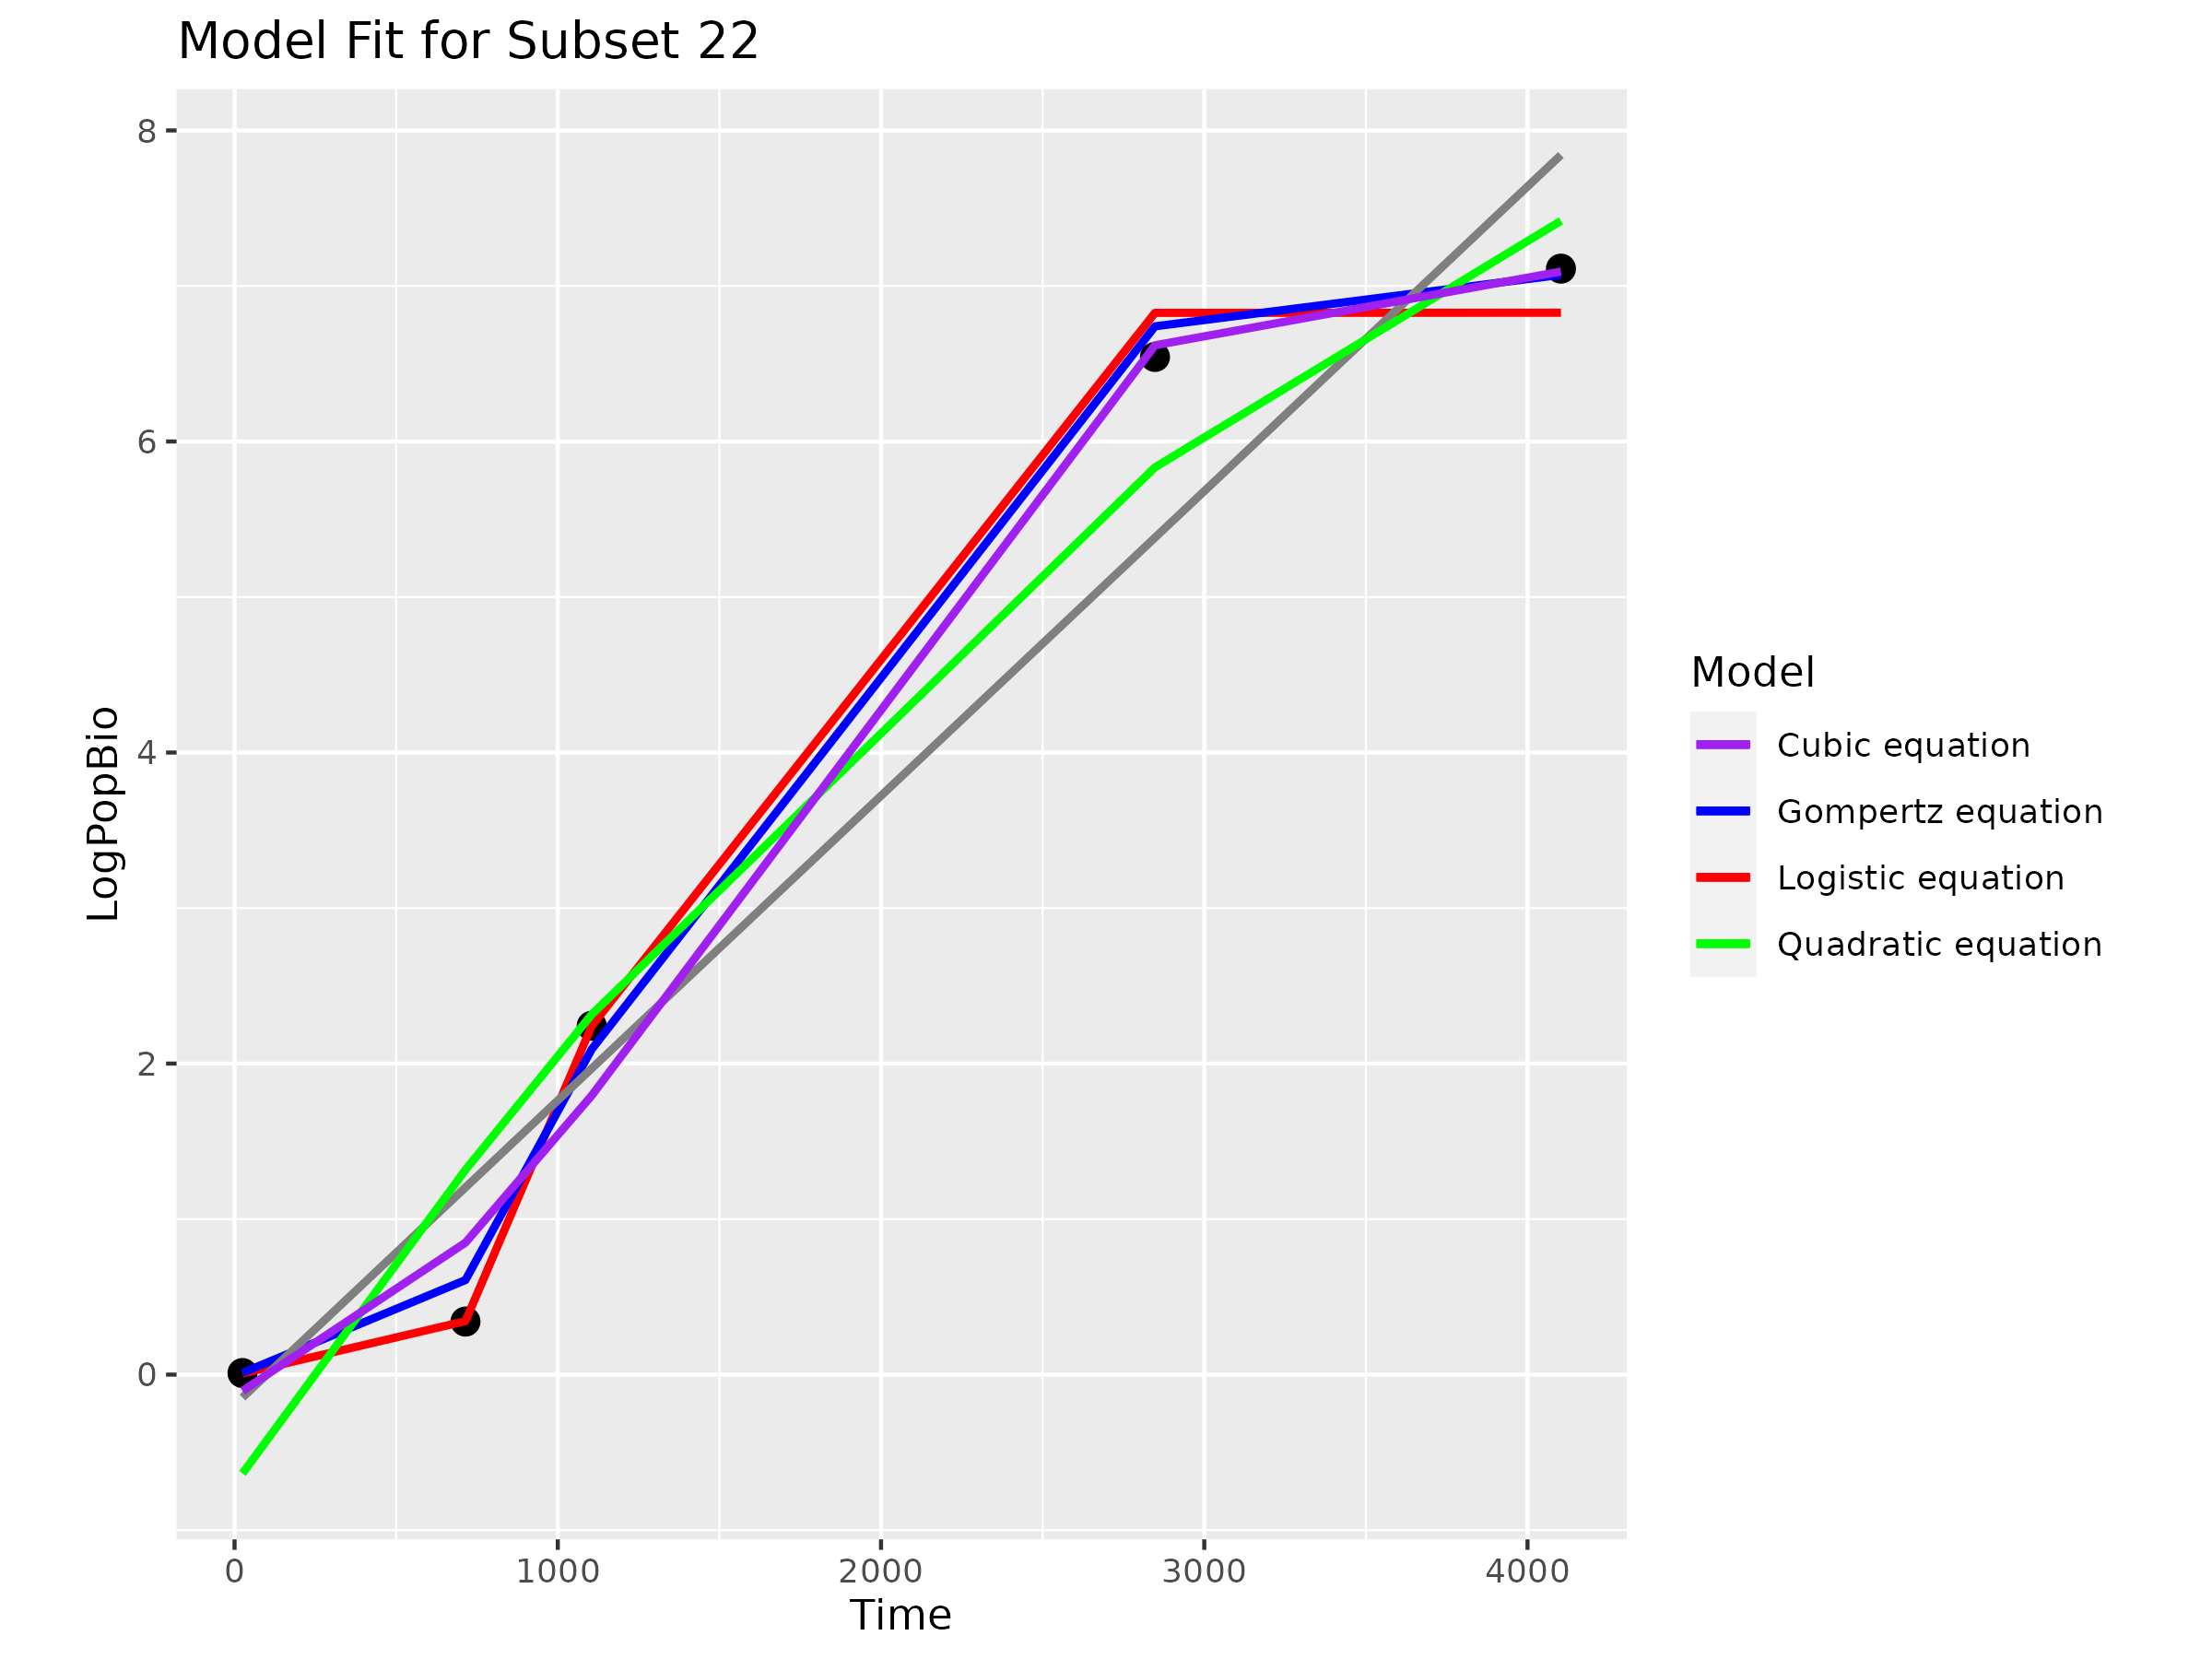 Model Fit for Subset 22
8
6
4
2
0
LogPopBio
0 1000 2000 3000 4000
Time
Model
Cubic equation
Gompertz equation
Logistic equation
Quadratic equation